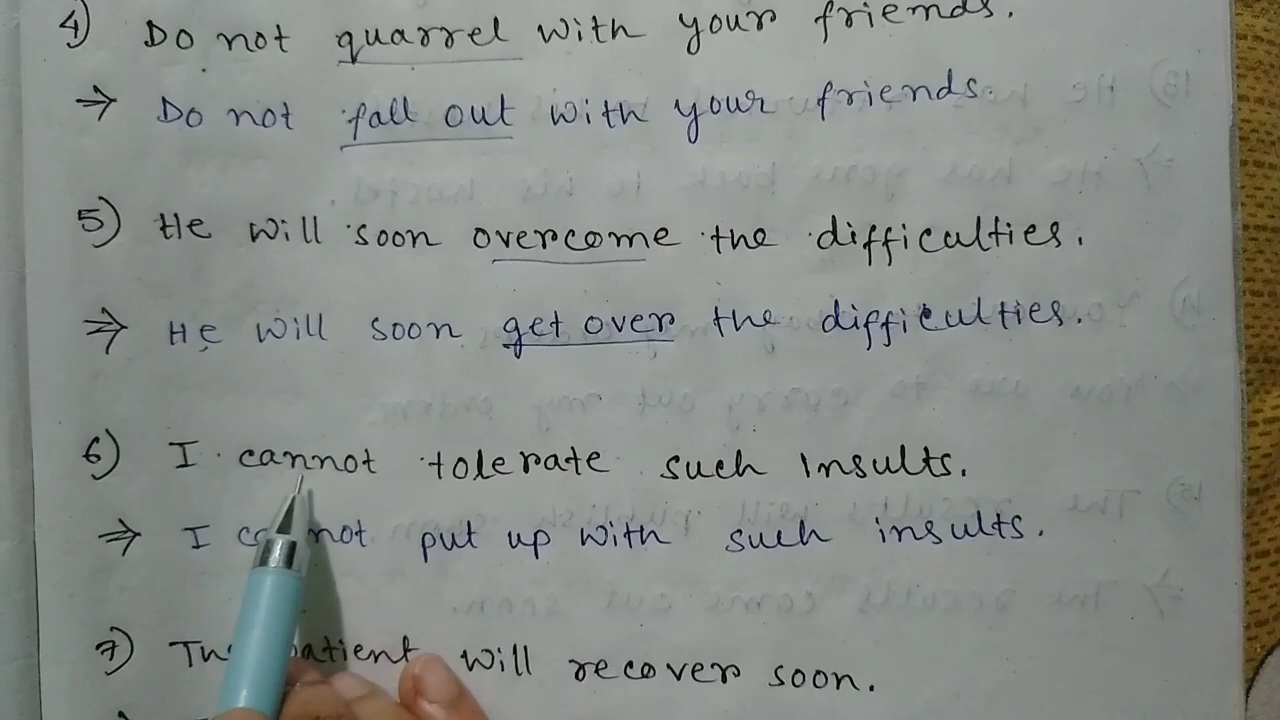 4) Do not quarrel with your friends.
⇒ Do not fall out with your friends.
5) He will soon overcome the difficulties.
⇒ He will soon get over the difficulties.
6) I cannot tolerate such insults.
⇒ I cannot put up with such insults.
7) The patient will recover soon.